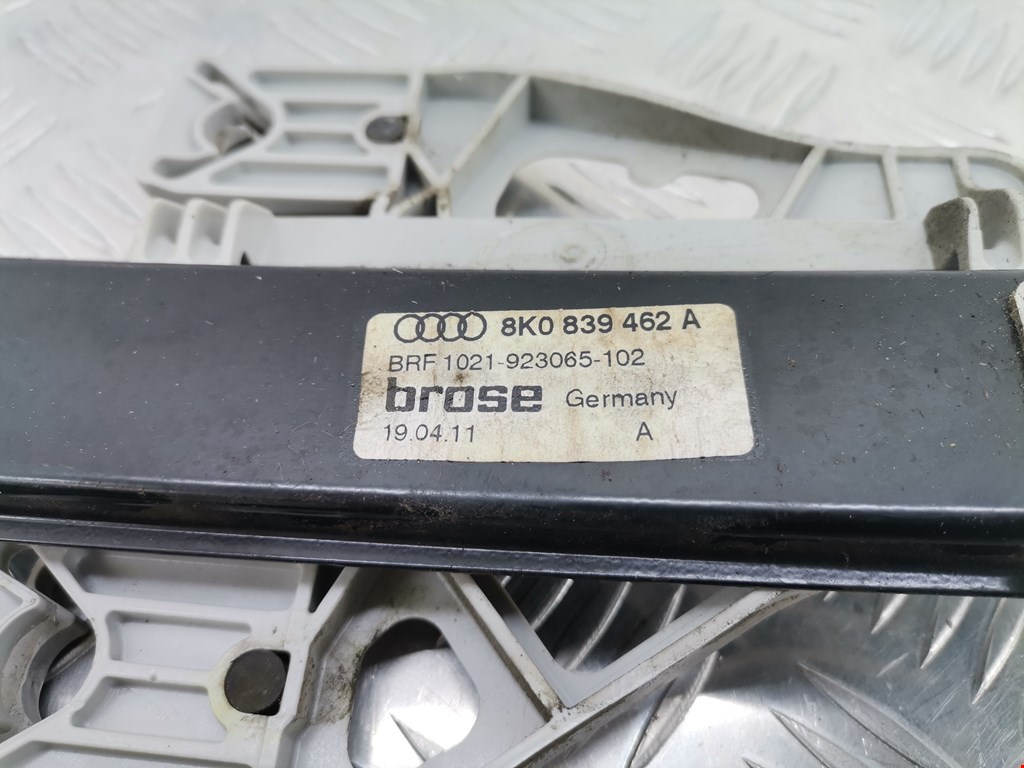 8K0 839 462 A
BRF 1021-923065-102
brose Germany
19.04.11 A